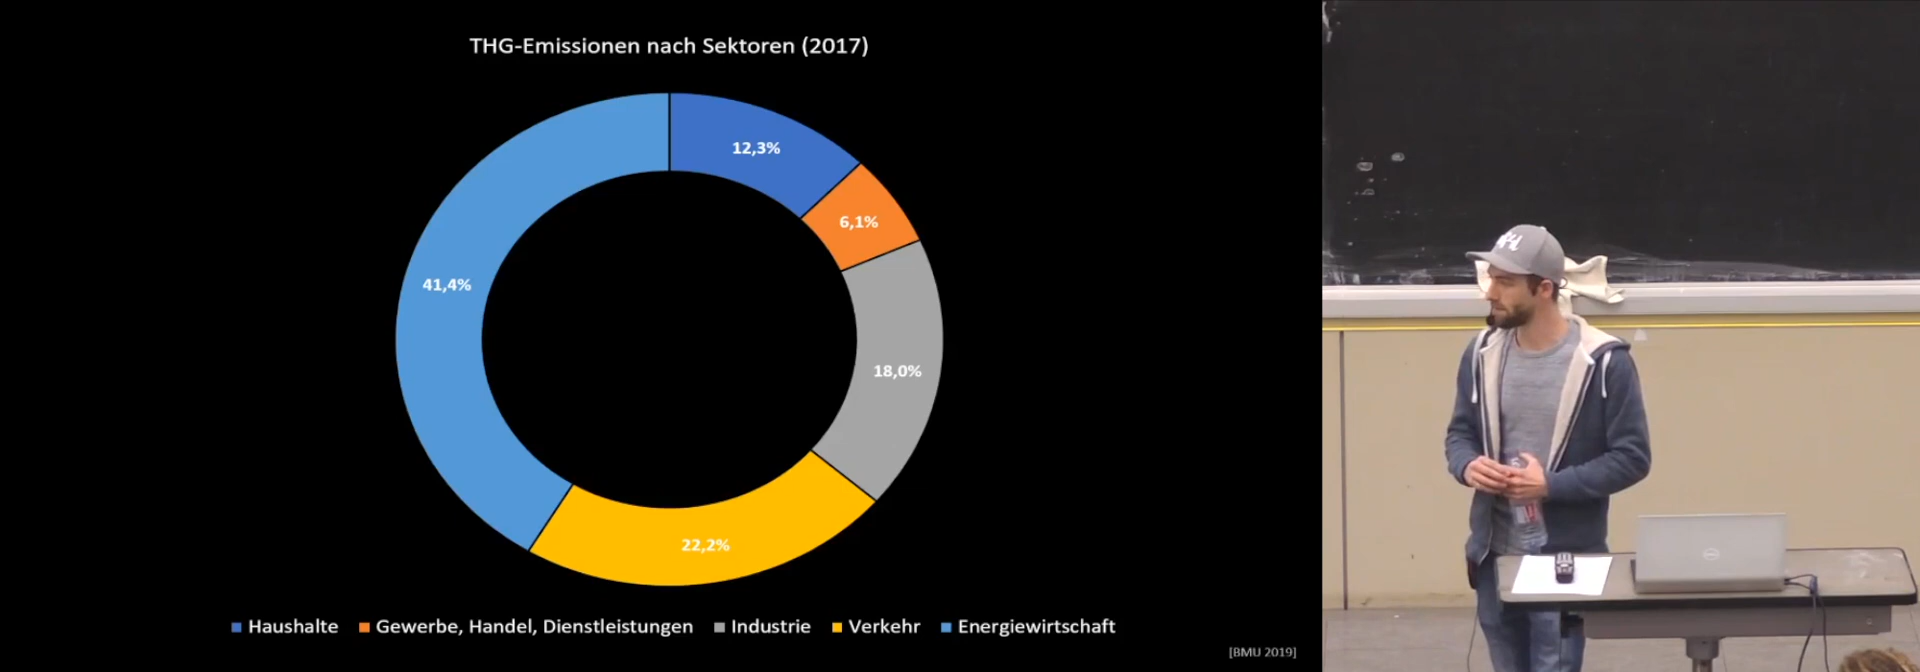 THG-Emissionen nach Sektoren (2017)
12,3%
6,1%
41,4%
18,0%
22,2%
Haushalte Gewerbe, Handel, Dienstleistungen Industrie Verkehr Energiewirtschaft
[BMU 2019]